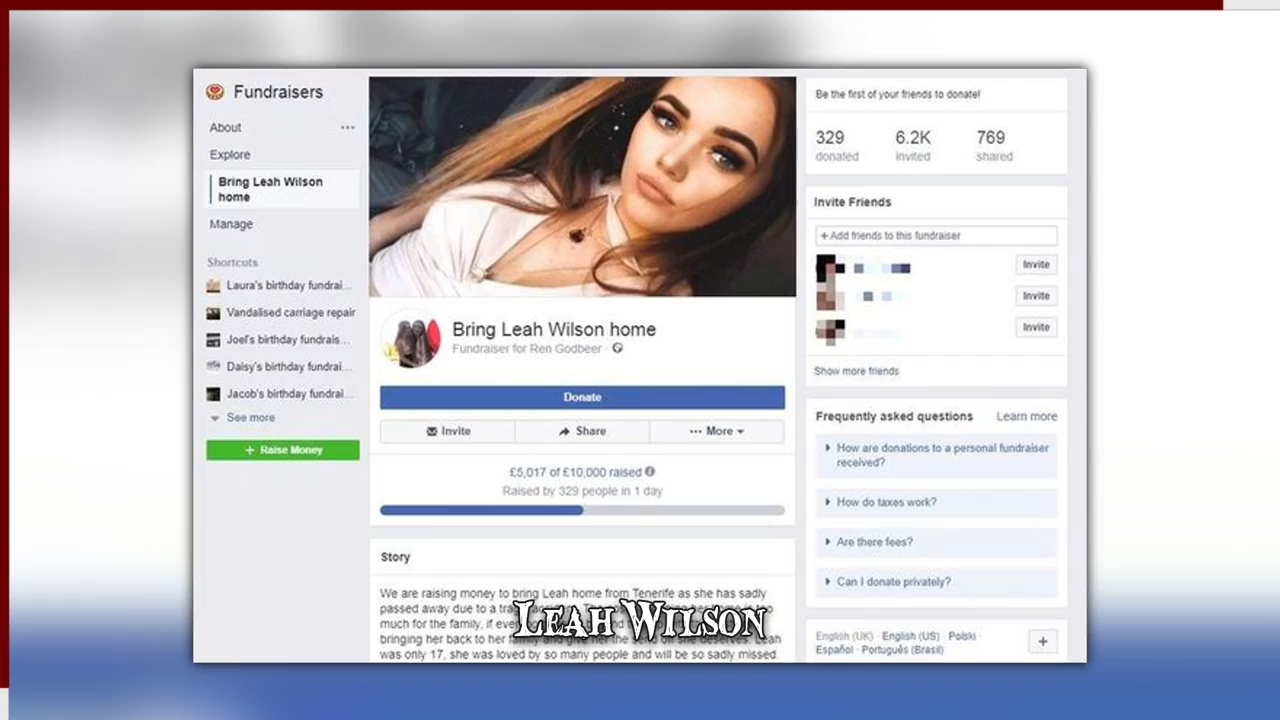 Fundraisers
About
Explore
Bring Leah Wilson
home
Manage
Shortcuts
Laura's birthday fundrai...
Vandalised carriage repair
Joel's birthday fundrais...
Daisy's birthday fundrai...
Jacob's birthday fundrai...
See more
+ Raise Money
Bring Leah Wilson home
Fundraiser for Ren Godbeer ·
Donate
Invite
Share
··· More
£5,017 of £10,000 raised
Raised by 329 people in 1 day
Story
We are raising money to bring Leah home from Tenerife as she has sadly
passed away due to a
much for the family, if
bringing her back to her family and give her the she deserves. Leah
was only 17, she was loved by so many people and will be so sadly missed.
Leah Wilson
Be the first of your friends to donate!
329 6.2K 769
donated invited shared
Invite Friends
+ Add friends to this fundraiser
Invite
Invite
Invite
Show more friends
Frequently asked questions Learn more
How are donations to a personal fundraiser
received?
How do taxes work?
Are there fees?
Can I donate privately?
English (UK) · English (US) · Polski ·
Español · Português (Brasil)
+